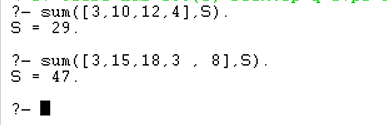 ?- sum([3,10,12,4],S).
S = 29.
?- sum([3,15,18,3 , 8],S).
S = 47.
?-